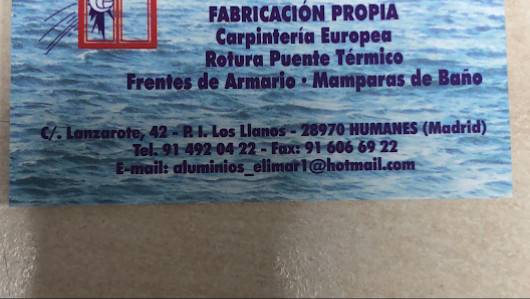 FABRICACIÓN PROPIA
Carpintería Europea
Rotura Puente Térmico
Frentes de Armario · Mamparas de Baño
C/. Lanzarote, 42 - P. I. Los Llanos - 28970 HUMANES (Madrid)
Tel. 91 492 04 22 - Fax: 91 606 69 22
E-mail: aluminios_elimar1@hotmail.com